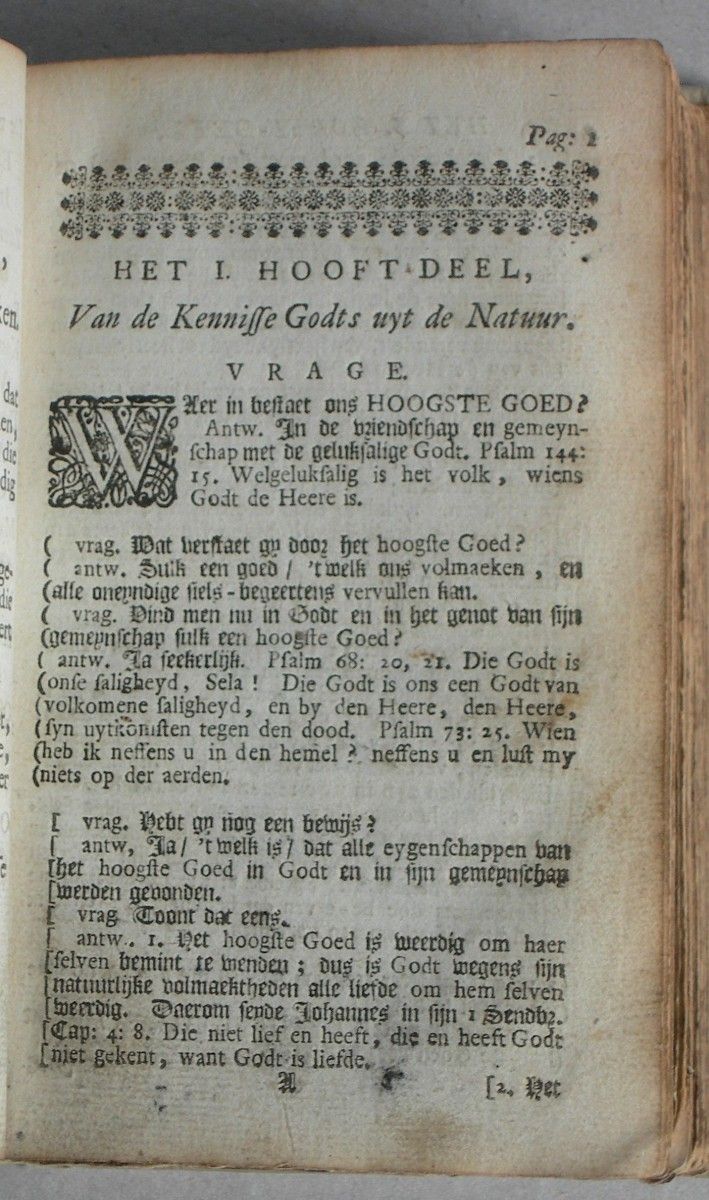 Pag: 1
HET I. HOOFT-DEEL,
Van de Kennisse Godts uyt de Natuur.
VRAGE.
WAer in bestaet ons HOOGSTE GOED?
Antw. In de vriendschap en gemeyn-
schap met de geluksalige Godt. Psalm 144:
15. Welgeluksalig is het volk, wiens
Godt de Heere is.
( vrag. Wat verstaet gy door het hoogste Goed?
( antw. Sulk een goed / 't welk ons volmaeken, en
(alle oneyndige siels-begeertens vervullen kan.
( vrag. Vind men nu in Godt en in het genot van sijn
(gemeynschap sulk een hoogste Goed?
( antw. Ja seekerlijk. Psalm 68: 20, 21. Die Godt is
(onse saligheyd, Sela! Die Godt is ons een Godt van
(volkomene saligheyd, en by den Heere, den Heere,
(syn uytkomsten tegen den dood. Psalm 73: 25. Wien
(heb ik neffens u in den hemel? neffens u en lust my
(niets op der aerden.
[ vrag. Hebt gy nog een bewijs?
[ antw, Ja / 't welk is / dat alle eygenschappen van
[het hoogste Goed in Godt en in sijn gemeynschap
[werden gevonden.
[ vrag Toont dat eens.
[ antw. 1. Het hoogste Goed is weerdig om haer
[selven bemint te werden; dus is Godt wegens sijn
[natuurlijke volmaektheden alle liefde om hem selven
[weerdig. Daerom seyde Johannes in sijn 1 Sendbr.
[Cap: 4: 8. Die niet lief en heeft, die en heeft Godt
[niet gekent, want Godt is liefde.
A [2. Het
ken.
dat
en,
die
dig